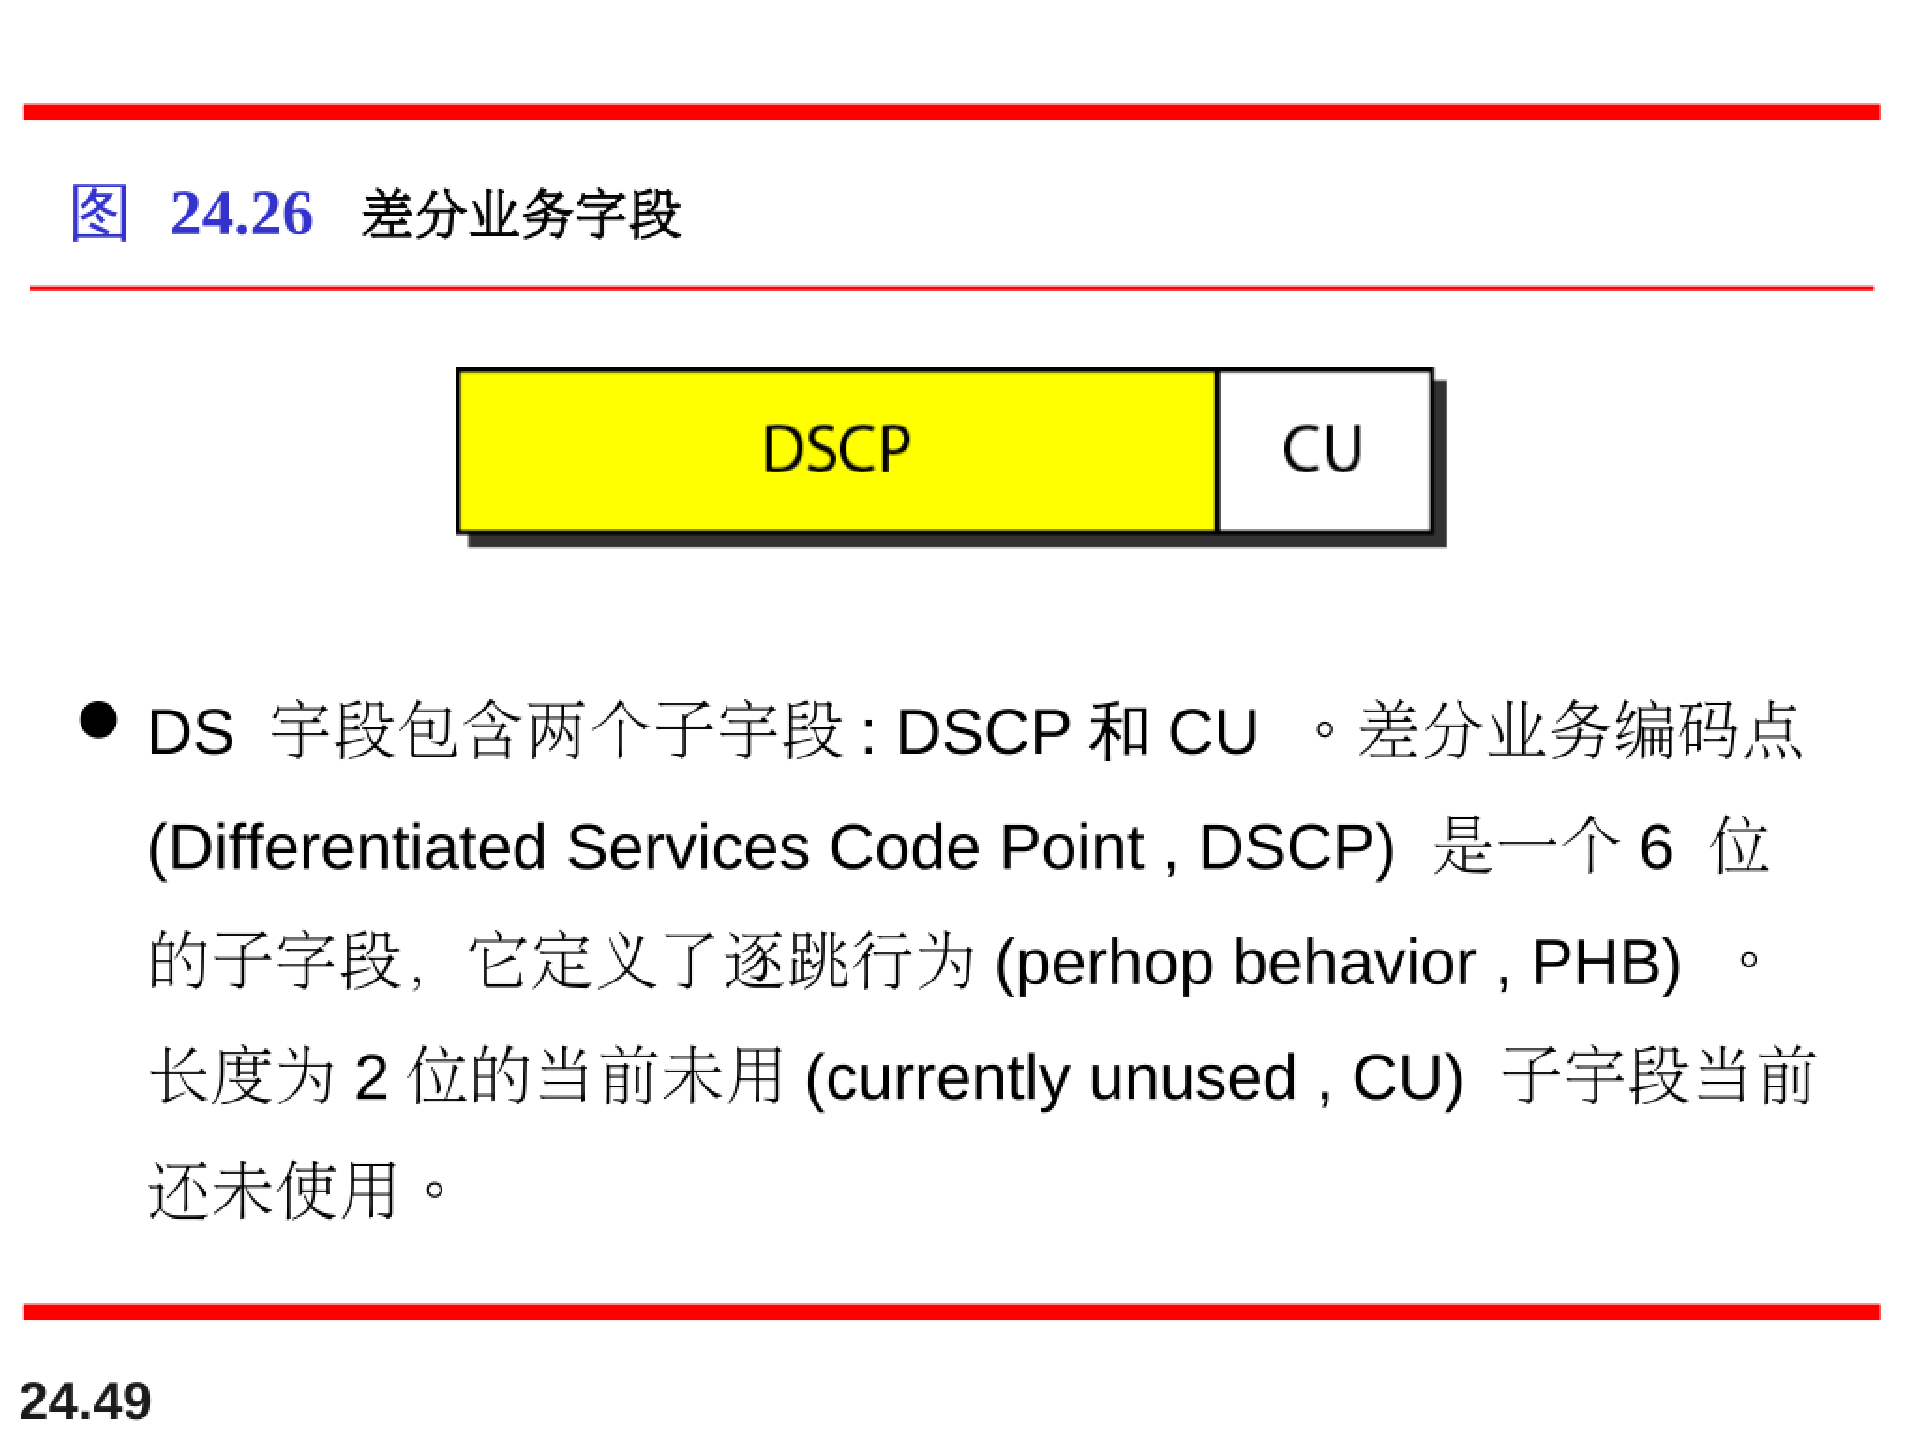 图 24.26 差分业务字段
DSCP CU
DS 字段包含两个子字段 : DSCP 和 CU 。差分业务编码点
(Differentiated Services Code Point , DSCP) 是一个 6 位
的子字段, 它定义了逐跳行为 (perhop behavior , PHB) 。
长度为 2 位的当前未用 (currently unused , CU) 子字段当前
还未使用。
24.49